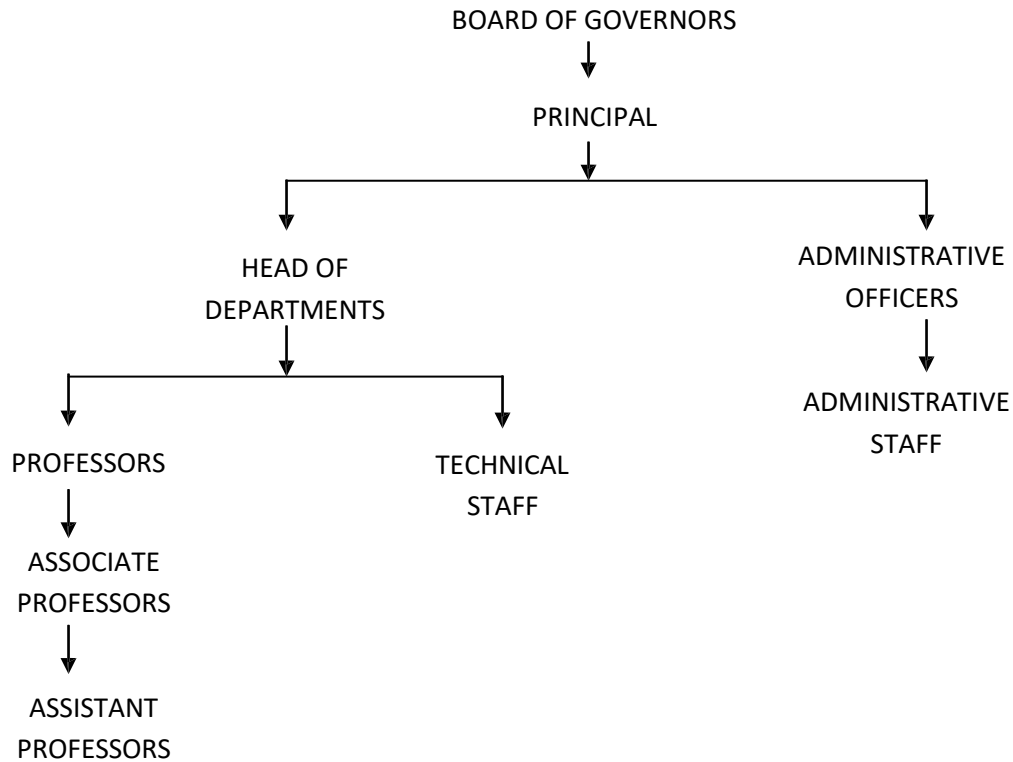 BOARD OF GOVERNORS
PRINCIPAL
HEAD OF
DEPARTMENTS
ADMINISTRATIVE
OFFICERS
ADMINISTRATIVE
STAFF
PROFESSORS
TECHNICAL
STAFF
ASSOCIATE
PROFESSORS
ASSISTANT
PROFESSORS